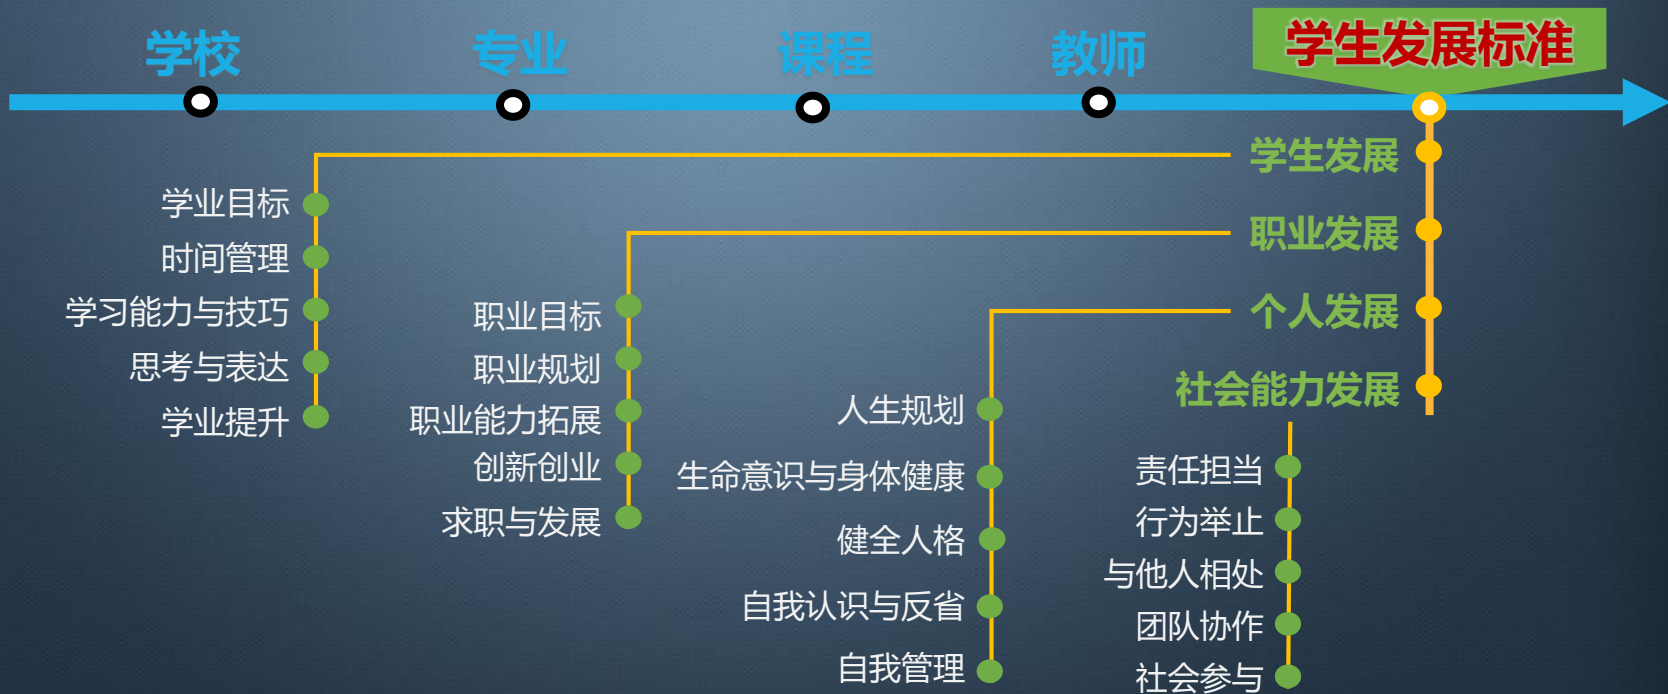 学校
专业
课程
教师
学生发展标准
学生发展
学业目标
时间管理
学习能力与技巧
思考与表达
学业提升
职业发展
职业目标
职业规划
职业能力拓展
创新创业
求职与发展
个人发展
人生规划
生命意识与身体健康
健全人格
自我认识与反省
自我管理
社会能力发展
责任担当
行为举止
与他人相处
团队协作
社会参与